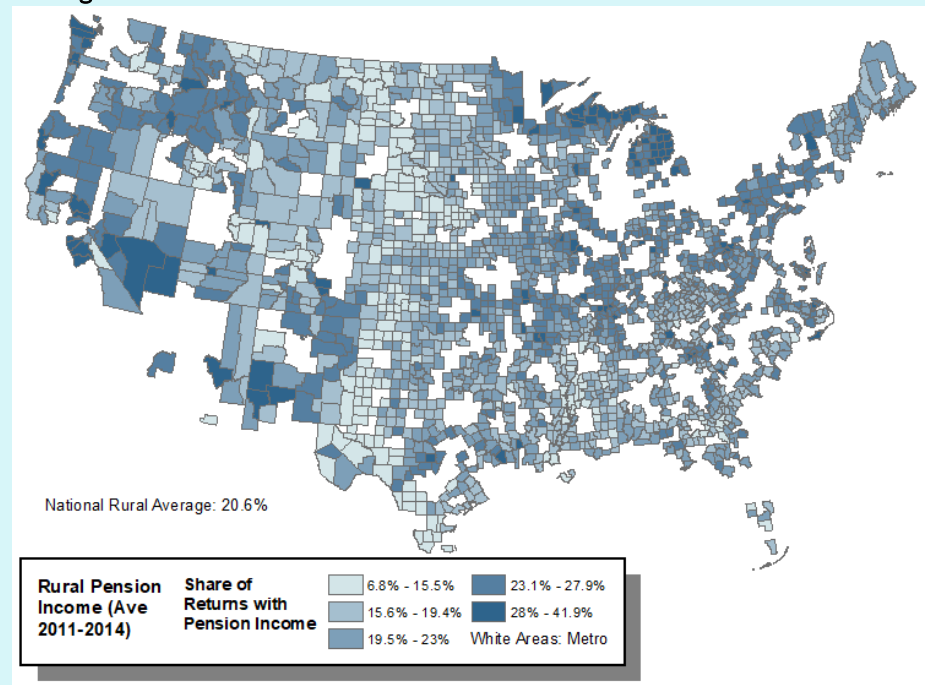 National Rural Average: 20.6%
Rural Pension
Income (Ave
2011-2014)
Share of
Returns with
Pension Income
6.8% - 15.5%
15.6% - 19.4%
19.5% - 23%
23.1% - 27.9%
28% - 41.9%
White Areas: Metro